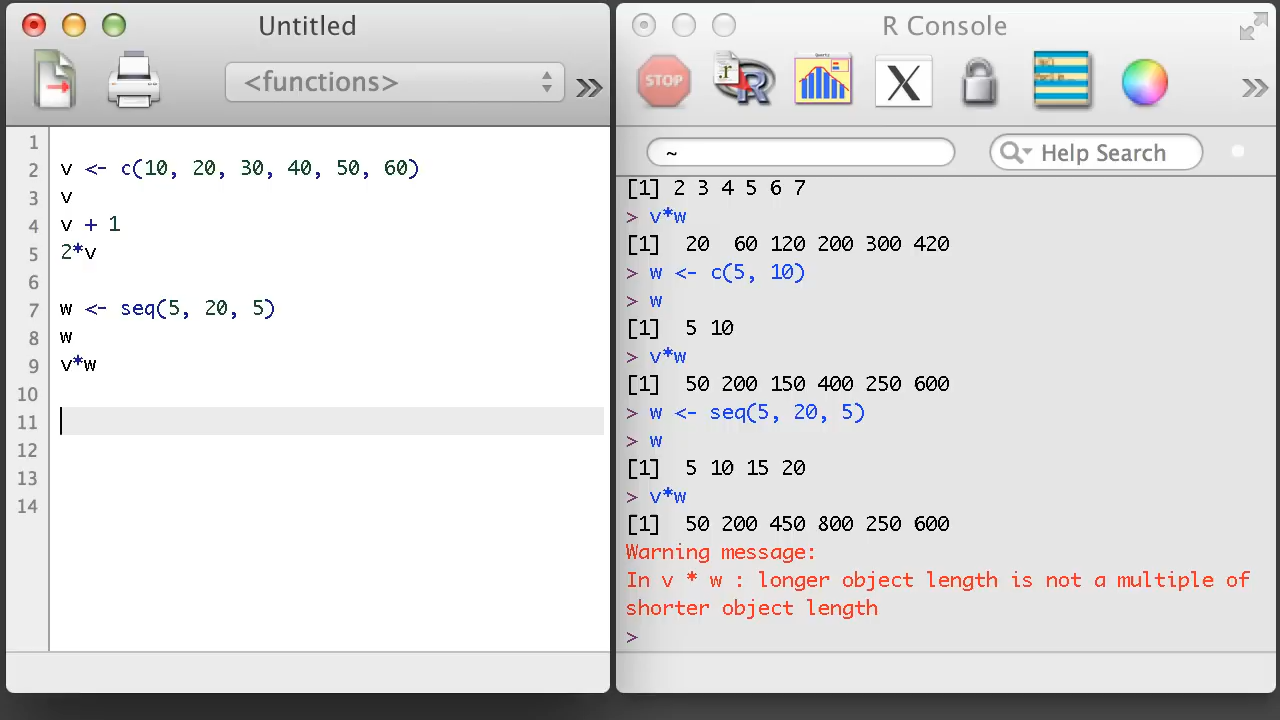 Untitled
<functions>
1
2 v <- c(10, 20, 30, 40, 50, 60)
3 v
4 v + 1
5 2*v
6
7 w <- seq(5, 20, 5)
8 w
9 v*w
10
11
12
13
14
R Console
STOP
r R
Quartz
X
~
Help Search
[1] 2 3 4 5 6 7
> v*w
[1]  20  60 120 200 300 420
> w <- c(5, 10)
> w
[1]  5 10
> v*w
[1]  50 200 150 400 250 600
> w <- seq(5, 20, 5)
> w
[1]  5 10 15 20
> v*w
[1]  50 200 450 800 250 600
Warning message:
In v * w : longer object length is not a multiple of
shorter object length
>